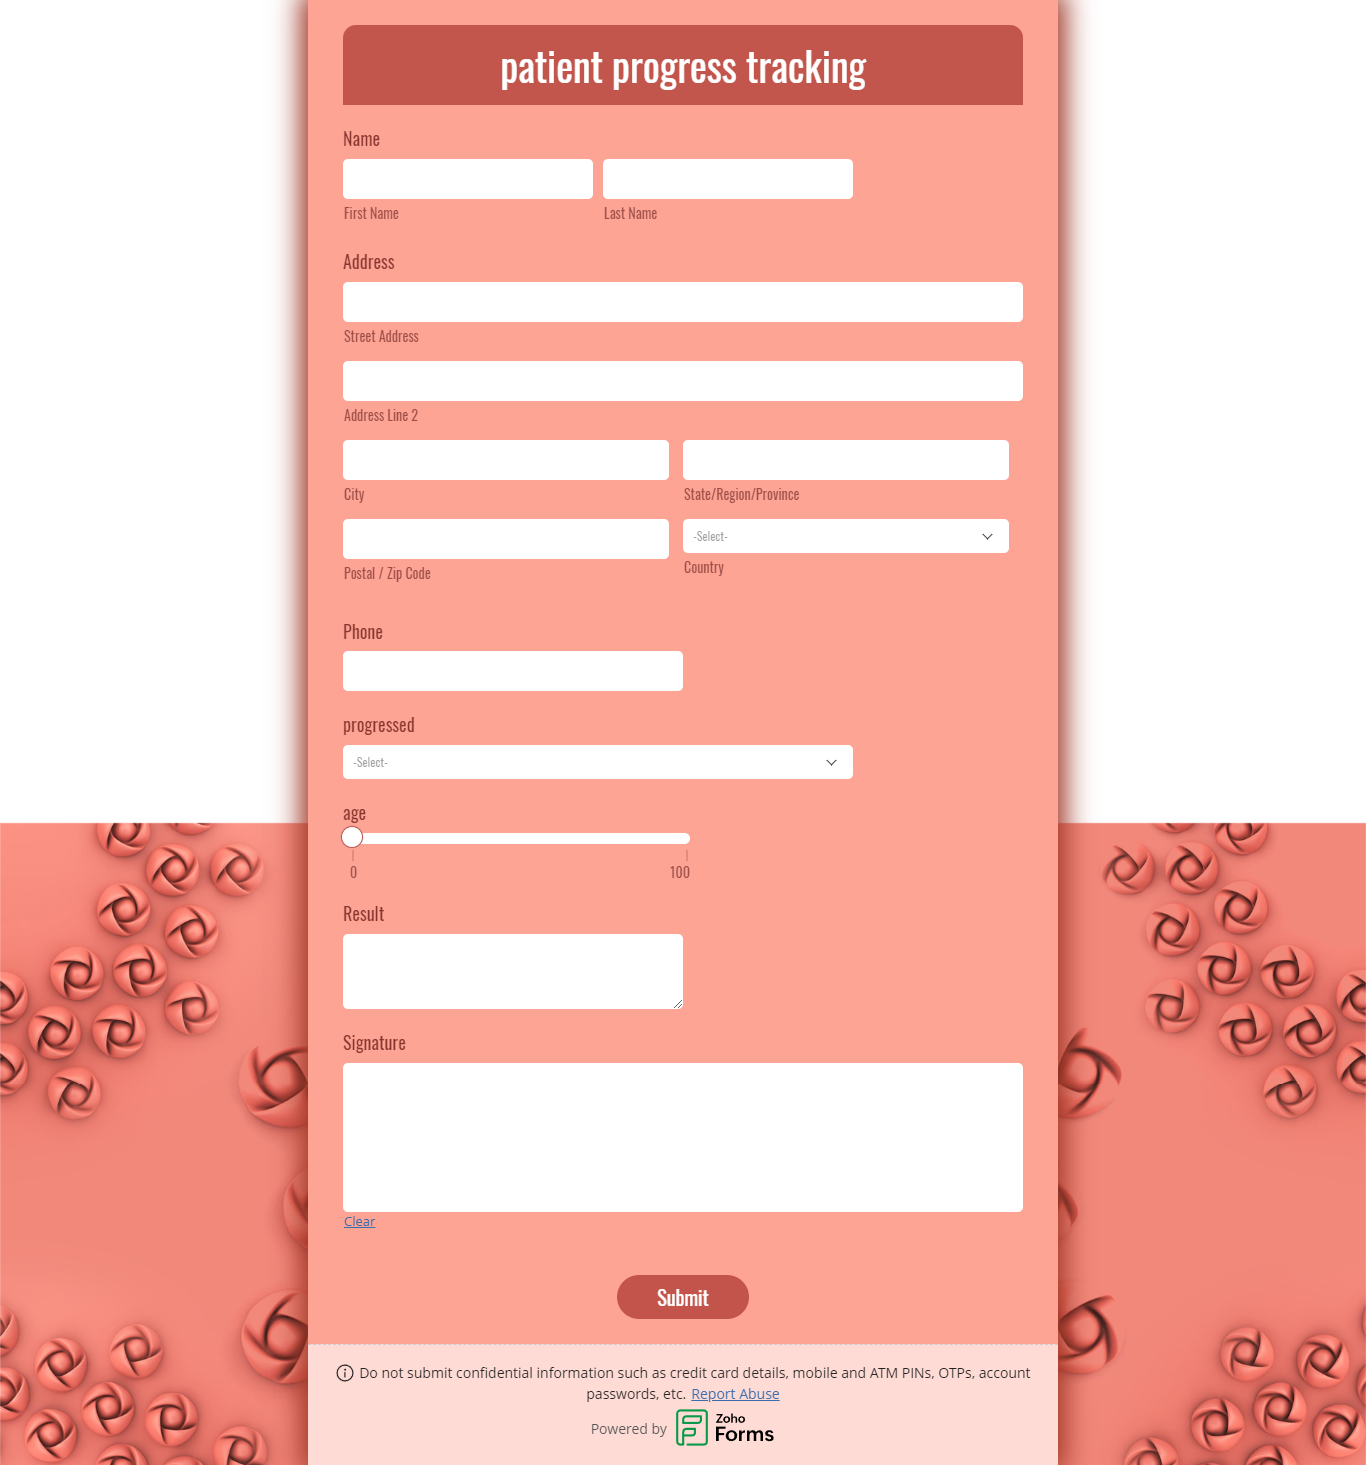 patient progress tracking
Name
First Name
Last Name
Address
Street Address
Address Line 2
City
State/Region/Province
Postal / Zip Code
-Select-
Country
Phone
progressed
-Select-
age
0
100
Result
Signature
Clear
Submit
Do not submit confidential information such as credit card details, mobile and ATM PINs, OTPs, account
passwords, etc. Report Abuse
Powered by Zoho Forms